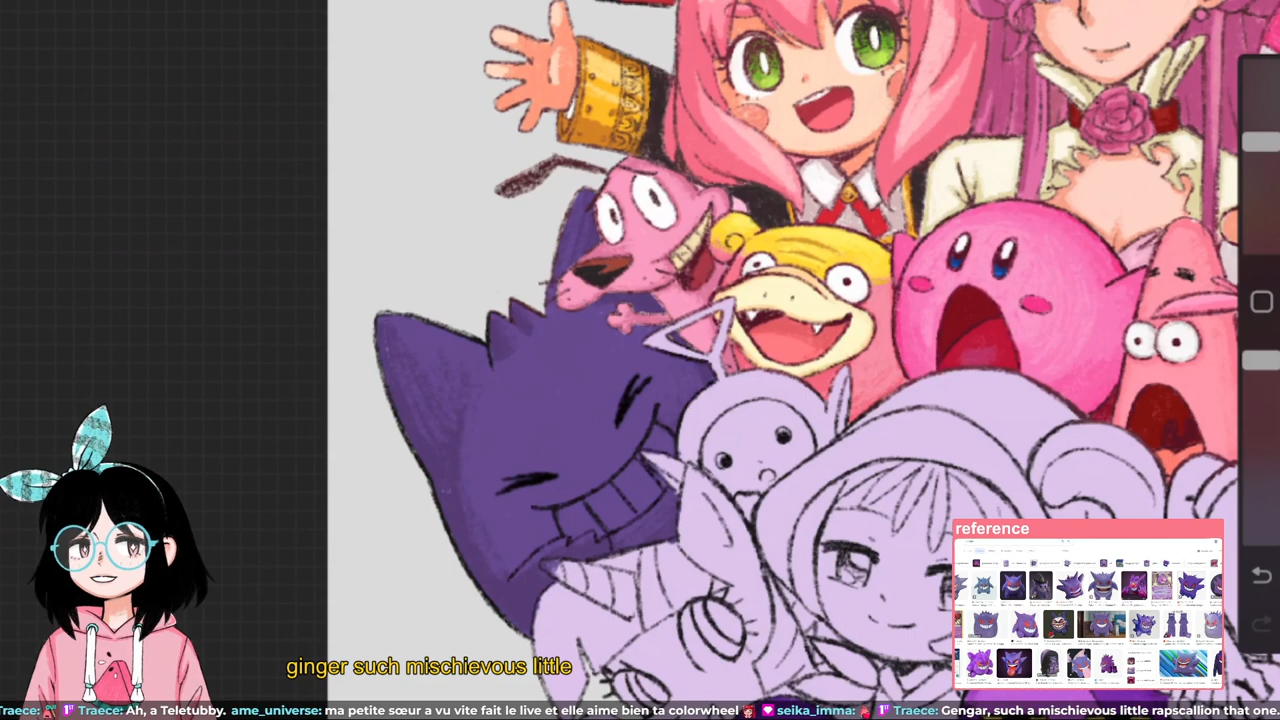 reference
ginger such mischievous little
Traece: Traece: Ah, a Teletubby. ame_universe: ma petite sœur a vu vite fait le live et elle aime bien ta colorwheel seika_imma: Traece: Gengar, such a mischievous little rapscallion that one.